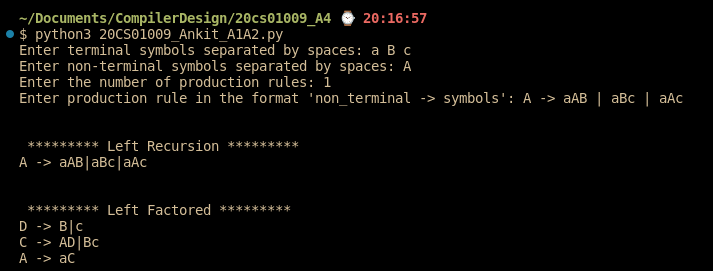 ~/Documents/CompilerDesign/20cs01009_A4 ⌚ 20:16:57
$ python3 20CS01009_Ankit_A1A2.py
Enter terminal symbols separated by spaces: a B c
Enter non-terminal symbols separated by spaces: A
Enter the number of production rules: 1
Enter production rule in the format 'non_terminal -> symbols': A -> aAB | aBc | aAc
********* Left Recursion *********
A -> aAB|aBc|aAc
********* Left Factored *********
D -> B|c
C -> AD|Bc
A -> aC